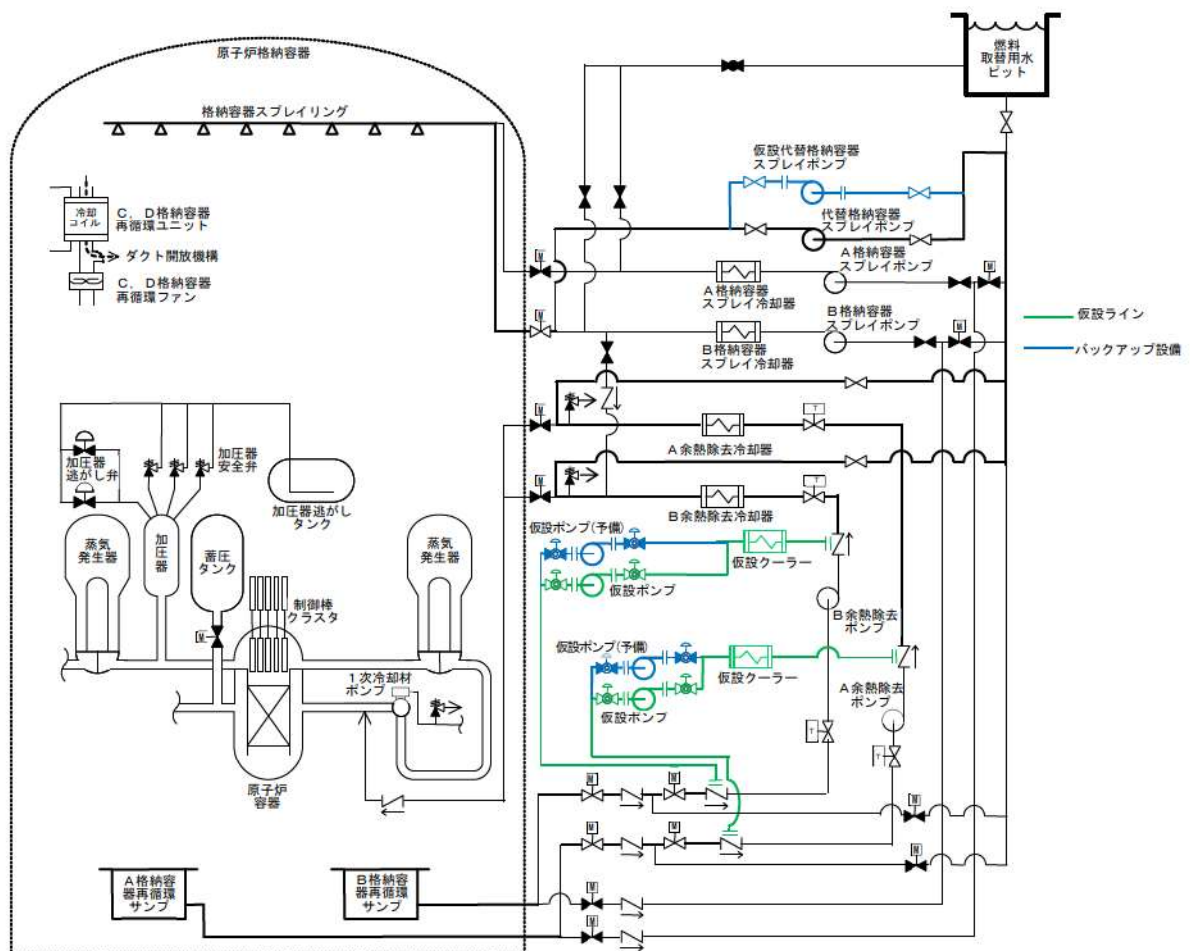 原子炉格納容器
燃料
取替用水
ピット
格納容器スプレイリング
仮設代替格納容器
スプレイポンプ
冷却
コイル
C，D格納容器
再循環ユニット
ダクト開放機構
C，D格納容器
再循環ファン
代替格納容器
スプレイポンプ
A格納容器
スプレイポンプ
M
M
A格納容器
スプレイ冷却器
B格納容器
スプレイポンプ
M
M
B格納容器
スプレイ冷却器
仮設ライン
バックアップ設備
M
T
A余熱除去冷却器
加圧器
逃がし弁
加圧器
安全弁
加圧器逃がし
タンク
M
T
B余熱除去冷却器
蒸気
発生器
加
圧
器
蓄圧
タンク
蒸気
発生器
仮設ポンプ(予備)
仮設クーラー
仮設ポンプ
制御棒
クラスタ
M
B余熱除去
ポンプ
仮設ポンプ(予備)
仮設クーラー
仮設ポンプ
A余熱除去
ポンプ
1次冷却材
ポンプ
T
T
原子炉
容器
M
M
M
M
M
M
A格納容
器再循環
サンプ
B格納容
器再循環
サンプ
M
M